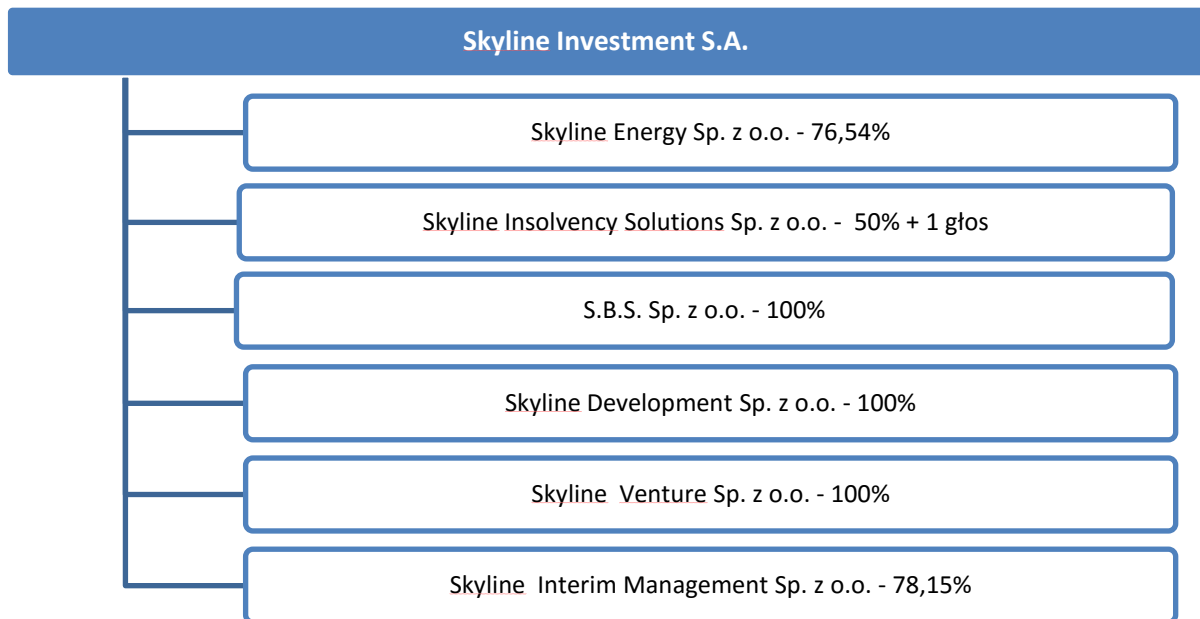 Skyline Investment S.A.
Skyline Energy Sp. z o.o. - 76,54%
Skyline Insolvency Solutions Sp. z o.o. -  50% + 1 głos
S.B.S. Sp. z o.o. - 100%
Skyline Development Sp. z o.o. - 100%
Skyline  Venture Sp. z o.o. - 100%
Skyline  Interim Management Sp. z o.o. - 78,15%